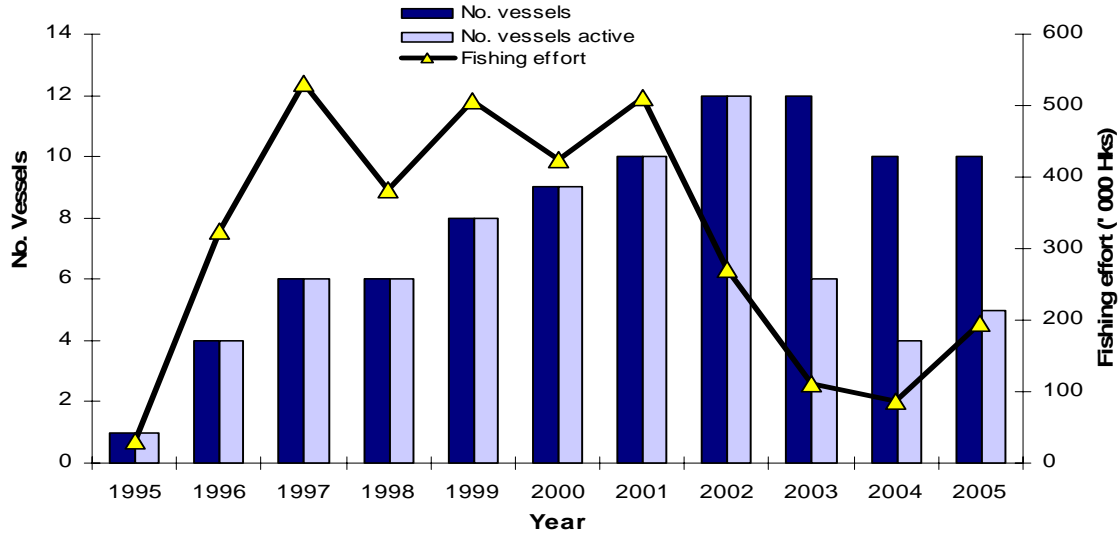 No. vessels
No. vessels active
Fishing effort
14
12
10
8
6
4
2
0
No. Vessels
600
500
400
300
200
100
0
Fishing effort (' 000 Hks)
1995 1996 1997 1998 1999 2000 2001 2002 2003 2004 2005
Year